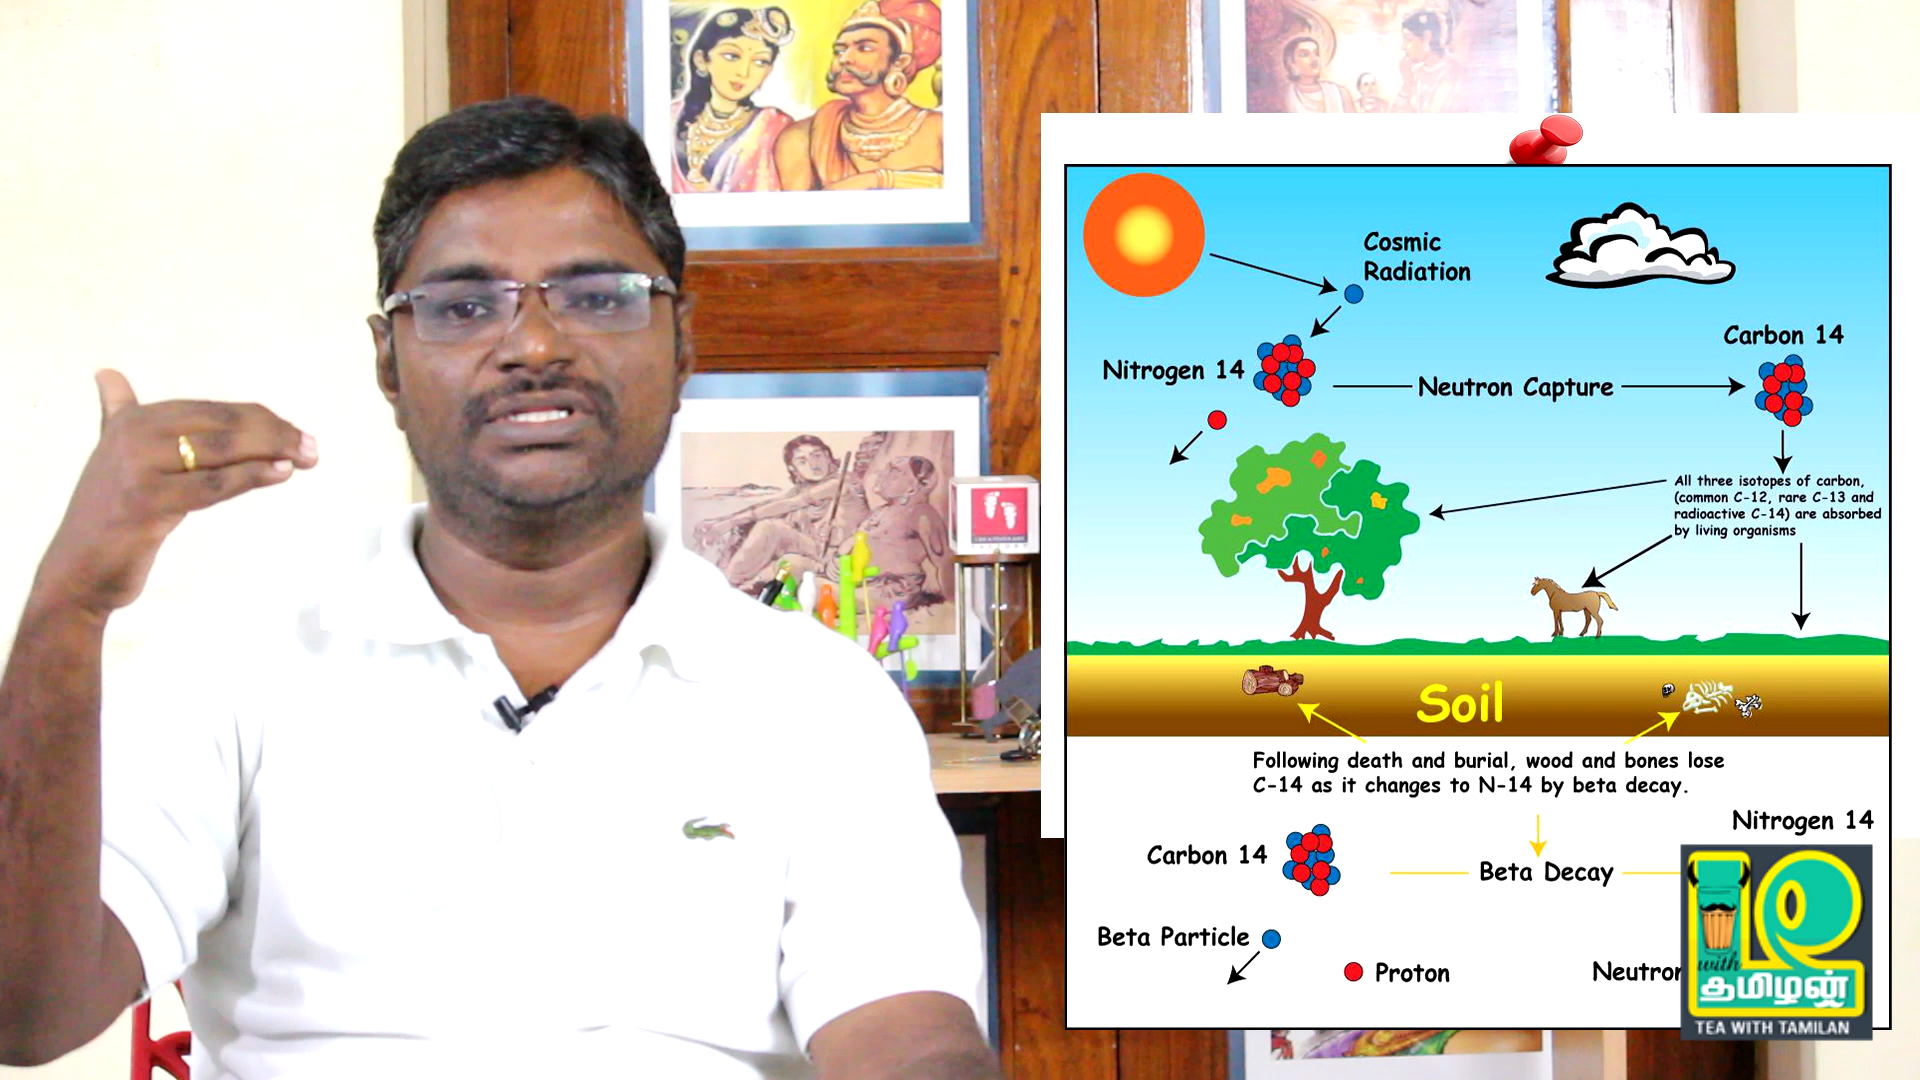 Cosmic
Radiation
Carbon 14
Nitrogen 14
Neutron Capture
All three isotopes of carbon,
(common C-12, rare C-13 and
radioactive C-14) are absorbed
by living organisms
Soil
Following death and burial, wood and bones lose
C-14 as it changes to N-14 by beta decay.
Nitrogen 14
Carbon 14
Beta Decay
Beta Particle
Proton
Neutron
டீ
with
தமிழன்
TEA WITH TAMILAN